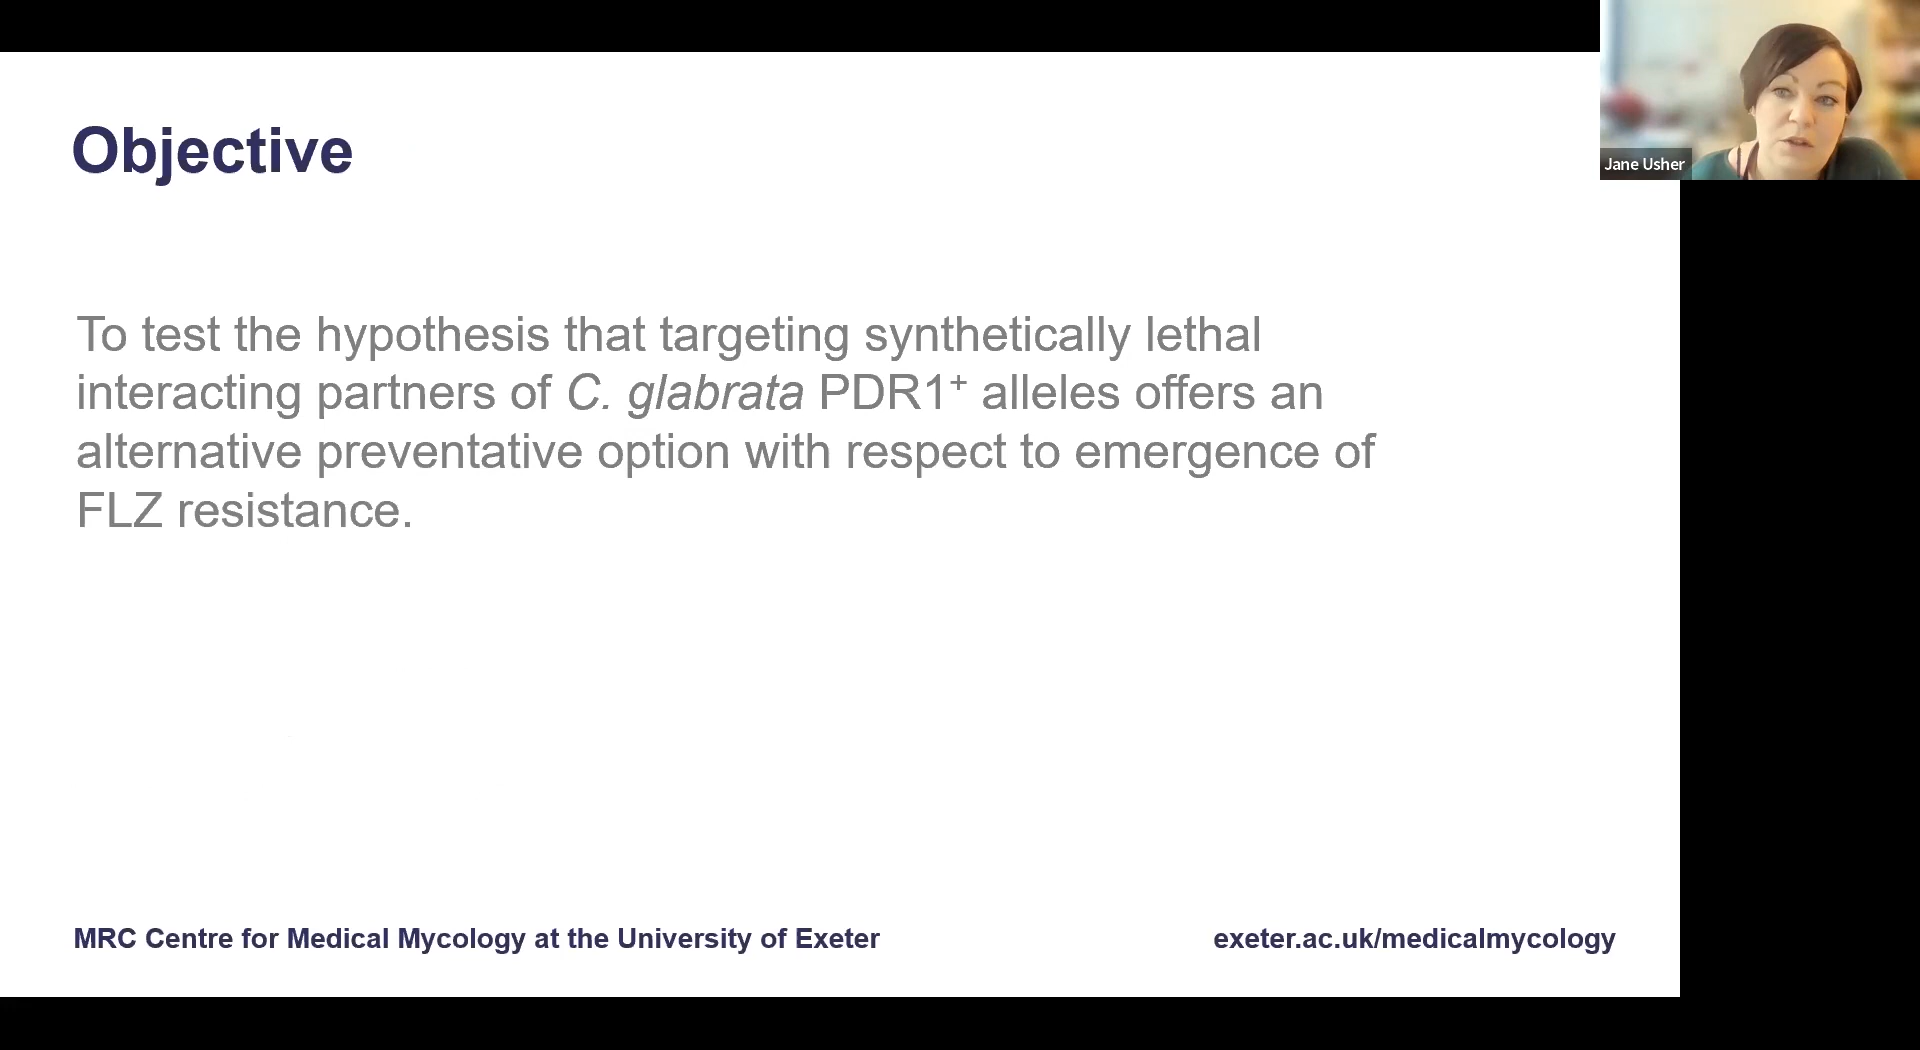 Objective
Jane Usher
To test the hypothesis that targeting synthetically lethal
interacting partners of C. glabrata PDR1⁺ alleles offers an
alternative preventative option with respect to emergence of
FLZ resistance.
MRC Centre for Medical Mycology at the University of Exeter
exeter.ac.uk/medicalmycology